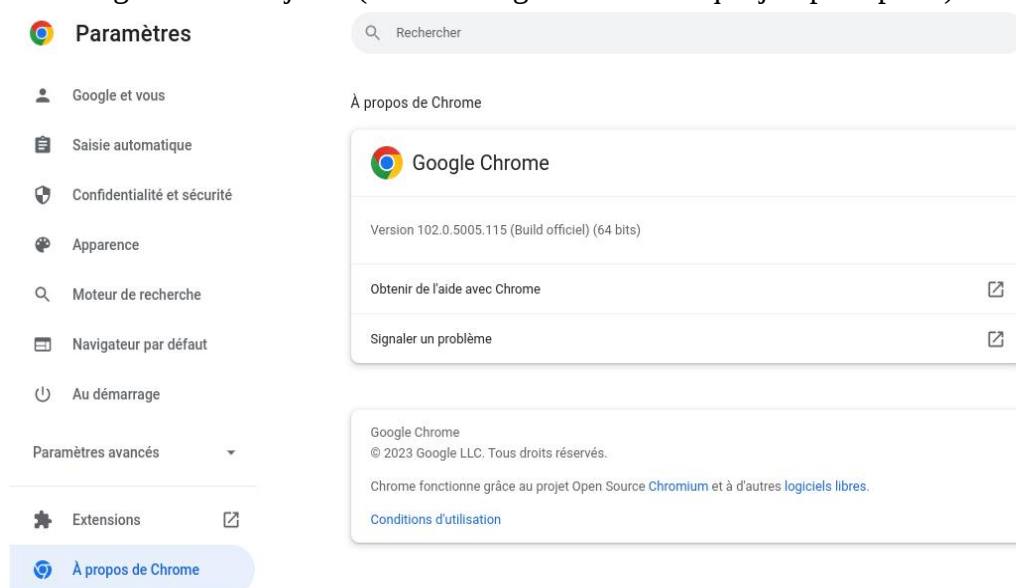 Paramètres
Rechercher
Google et vous
Saisie automatique
Confidentialité et sécurité
Apparence
Moteur de recherche
Navigateur par défaut
Au démarrage
Paramètres avancés
Extensions
À propos de Chrome
À propos de Chrome
Google Chrome
Version 102.0.5005.115 (Build officiel) (64 bits)
Obtenir de l'aide avec Chrome
Signaler un problème
Google Chrome
© 2023 Google LLC. Tous droits réservés.
Chrome fonctionne grâce au projet Open Source Chromium et à d'autres logiciels libres.
Conditions d'utilisation